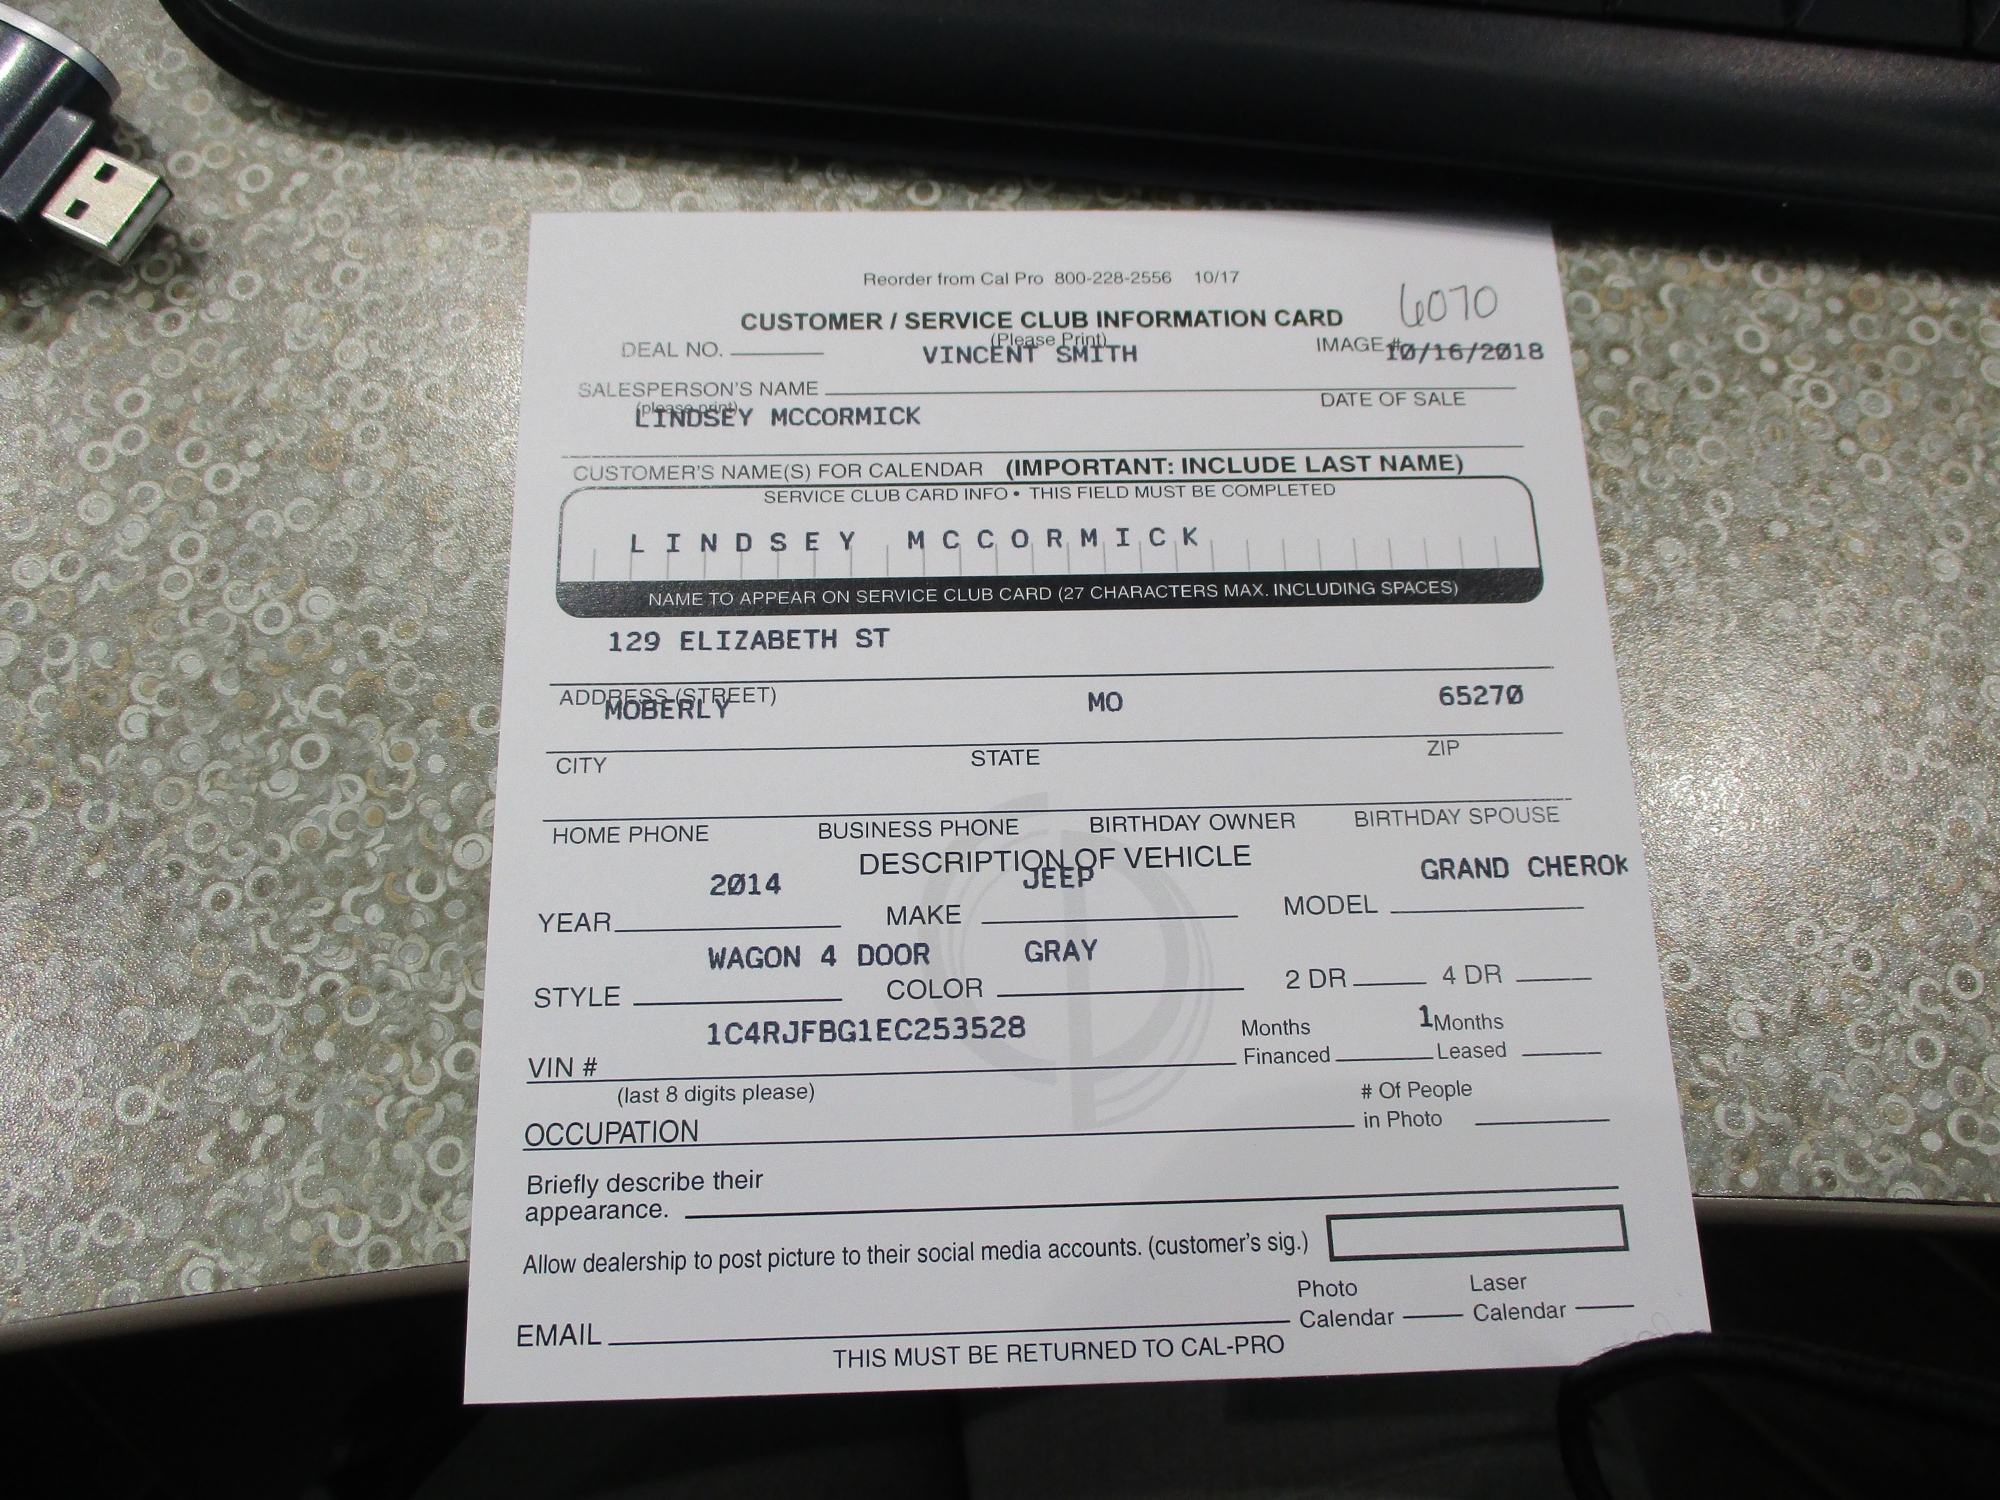 Reorder from Cal Pro 800-228-2556 10/17
6070
CUSTOMER / SERVICE CLUB INFORMATION CARD
(Please Print)
DEAL NO. VINCENT SMITH IMAGE # 10/16/2018
SALESPERSON'S NAME DATE OF SALE
(please print)
LINDSEY MCCORMICK
CUSTOMER'S NAME(S) FOR CALENDAR (IMPORTANT: INCLUDE LAST NAME)
SERVICE CLUB CARD INFO • THIS FIELD MUST BE COMPLETED
LINDSEY MCCORMICK
NAME TO APPEAR ON SERVICE CLUB CARD (27 CHARACTERS MAX. INCLUDING SPACES)
129 ELIZABETH ST
ADDRESS (STREET)
MOBERLY MO 65270
CITY STATE ZIP
HOME PHONE BUSINESS PHONE BIRTHDAY OWNER BIRTHDAY SPOUSE
DESCRIPTION OF VEHICLE
2014 JEEP GRAND CHEROK
YEAR MAKE MODEL
WAGON 4 DOOR GRAY
STYLE COLOR 2 DR 4 DR
1C4RJFBG1EC253528 Months 1 Months
VIN # Financed Leased
(last 8 digits please) # Of People
OCCUPATION in Photo
Briefly describe their
appearance.
Allow dealership to post picture to their social media accounts. (customer's sig.)
Photo Laser
EMAIL Calendar Calendar
THIS MUST BE RETURNED TO CAL-PRO